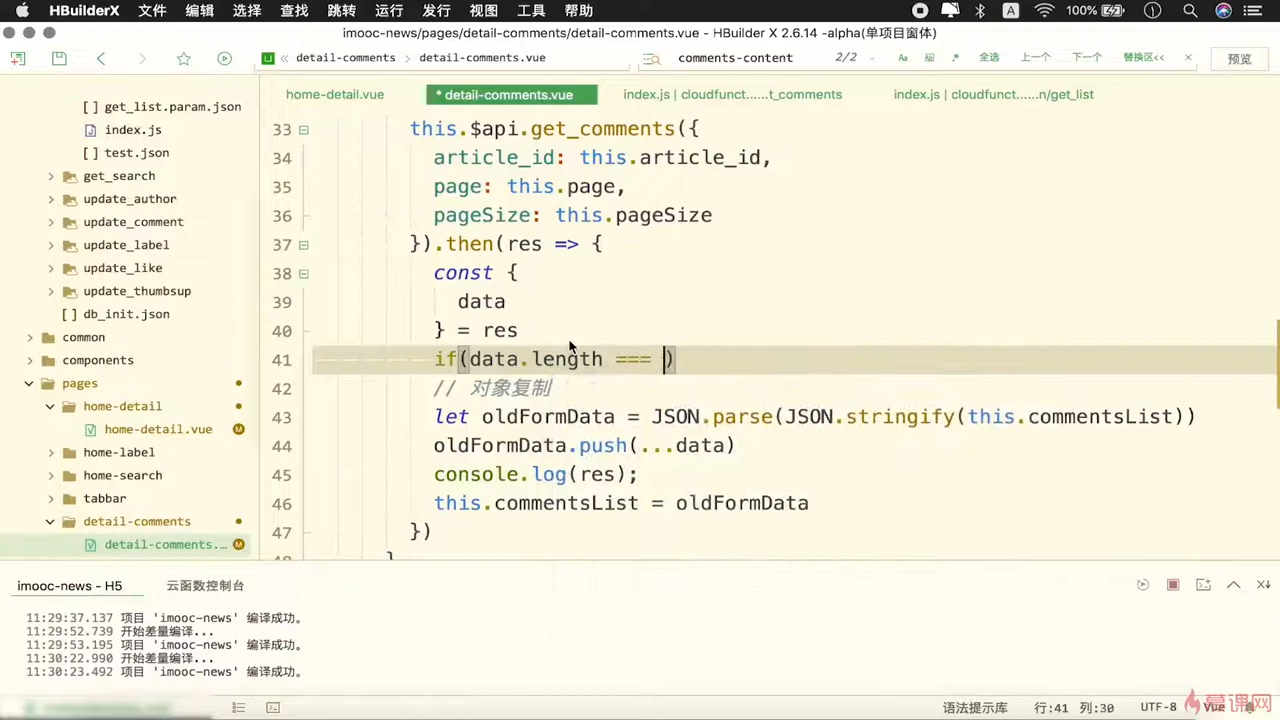 HBuilderX 文件 编辑 选择 查找 跳转 运行 发行 视图 工具 帮助 A 100%
imooc-news/pages/detail-comments/detail-comments.vue - HBuilder X 2.6.14 -alpha(单项目窗体)
detail-comments detail-comments.vue comments-content 2/2 Aa 全选 上一个 下一个 替换区<< 预览
home-detail.vue * detail-comments.vue index.js | cloudfunct.....t_comments index.js | cloudfunct.....n/get_list
[ ] get_list.param.json
index.js
[ ] test.json
get_search
update_author
update_comment
update_label
update_like
update_thumbsup
[ ] db_init.json
common
components
pages
home-detail
home-detail.vue M
home-label
home-search
tabbar
detail-comments
detail-comments.... M
33 this.$api.get_comments({
34 article_id: this.article_id,
35 page: this.page,
36 pageSize: this.pageSize
37 }).then(res => {
38 const {
39 data
40 } = res
41 if(data.length === )
42 // 对象复制
43 let oldFormData = JSON.parse(JSON.stringify(this.commentsList))
44 oldFormData.push(...data)
45 console.log(res);
46 this.commentsList = oldFormData
47 })
}
imooc-news - H5 云函数控制台
11:29:37.137 项目 'imooc-news' 编译成功。
11:29:52.739 开始差量编译...
11:29:53.195 项目 'imooc-news' 编译成功。
11:30:22.990 开始差量编译...
11:30:23.492 项目 'imooc-news' 编译成功。
语法提示库 行:41 列:30 UTF-8 Vue
慕课网